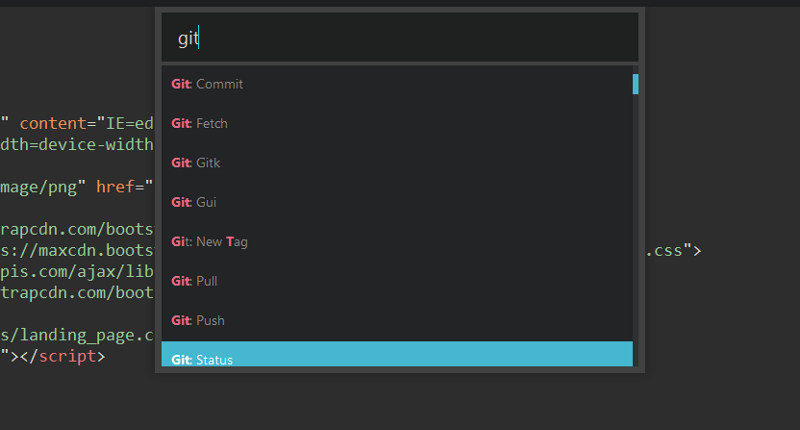 git
Git: Commit
Git: Fetch
Git: Gitk
Git: Gui
Git: New Tag
Git: Pull
Git: Push
Git: Status
" content="IE=ed
dth=device-width
mage/png" href="
rapcdn.com/boots
s://maxcdn.boots .css">
pis.com/ajax/lib
trapcdn.com/boot
s/landing_page.c
"></script>